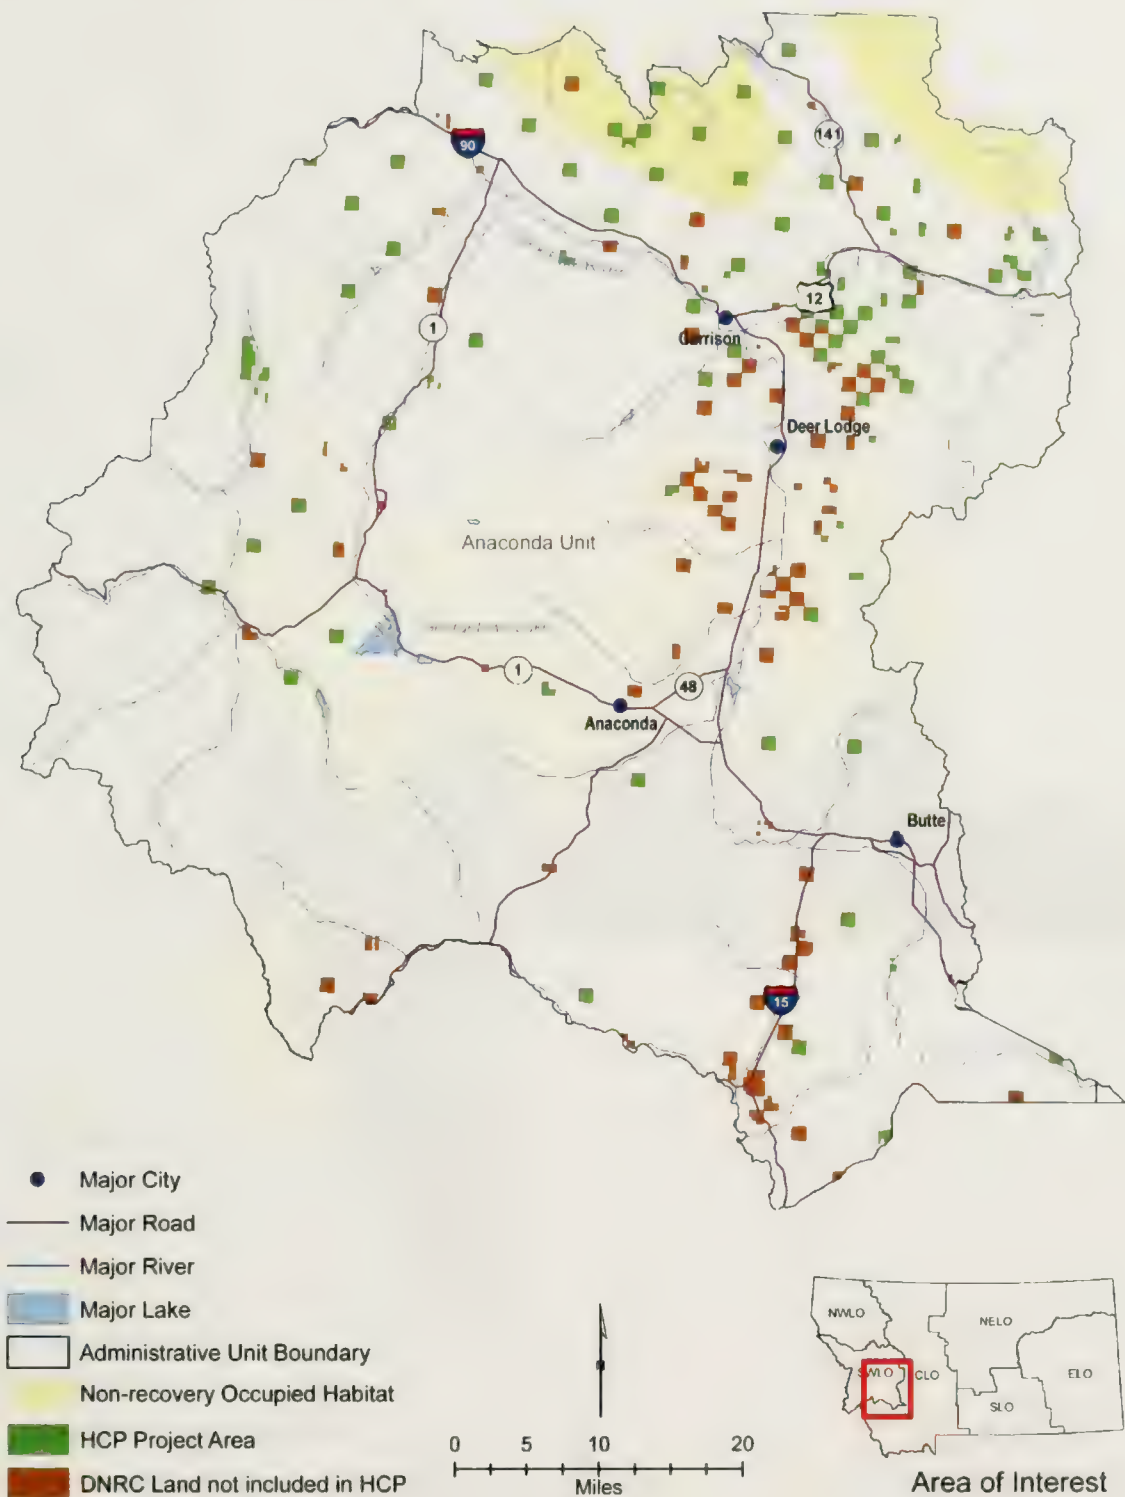 141
90
12
1
Garrison
Deer Lodge
Anaconda Unit
1
48
Anaconda
Butte
15
Major City
Major Road
Major River
Major Lake
Administrative Unit Boundary
Non-recovery Occupied Habitat
HCP Project Area
DNRC Land not included in HCP
0 5 10 20
Miles
NWLO
NELO
SWLO
CLO
ELO
SLO
Area of Interest